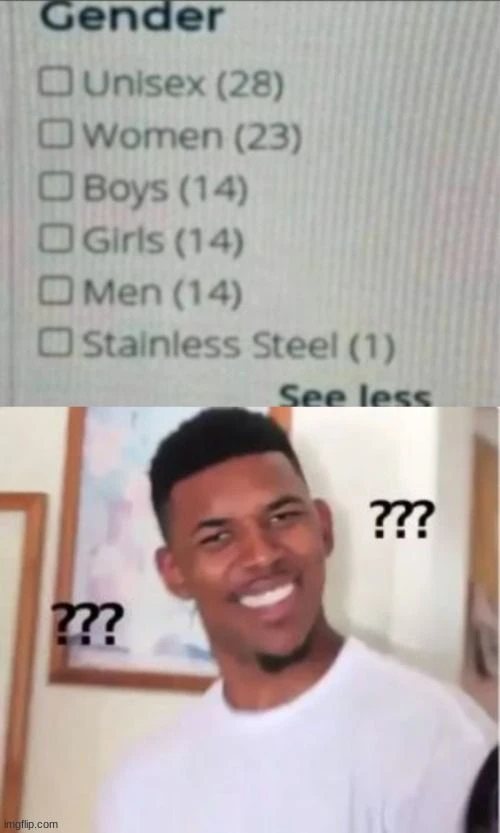 Gender
Unisex (28)
Women (23)
Boys (14)
Girls (14)
Men (14)
Stainless Steel (1)
See less
???
???
imgflip.com